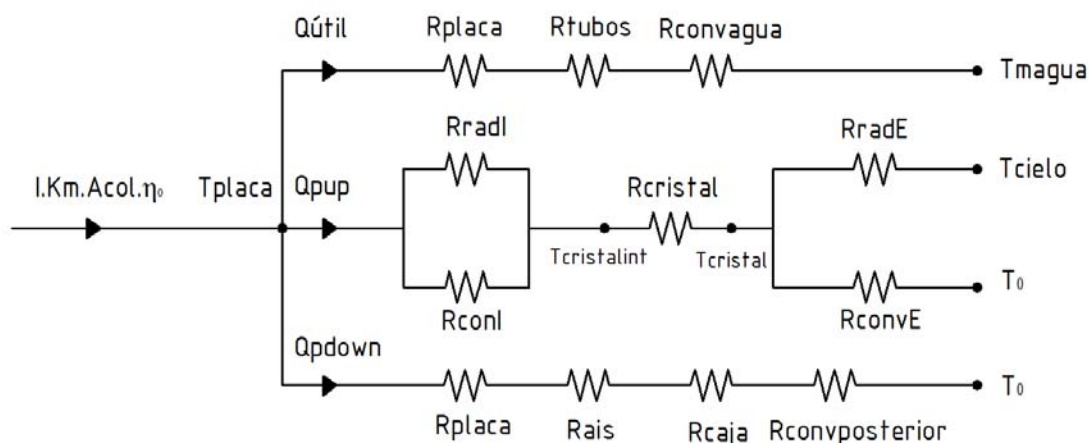 Qútil
Rplaca
Rtubos
Rconvagua
Tmagua
RradI
RradE
Tcielo
I.Km.Acol.η₀
Tplaca
Qpup
Rcristal
Tcristalint
Tcristal
RconI
RconvE
T₀
Qpdown
T₀
Rplaca
Rais
Rcaja
Rconvposterior